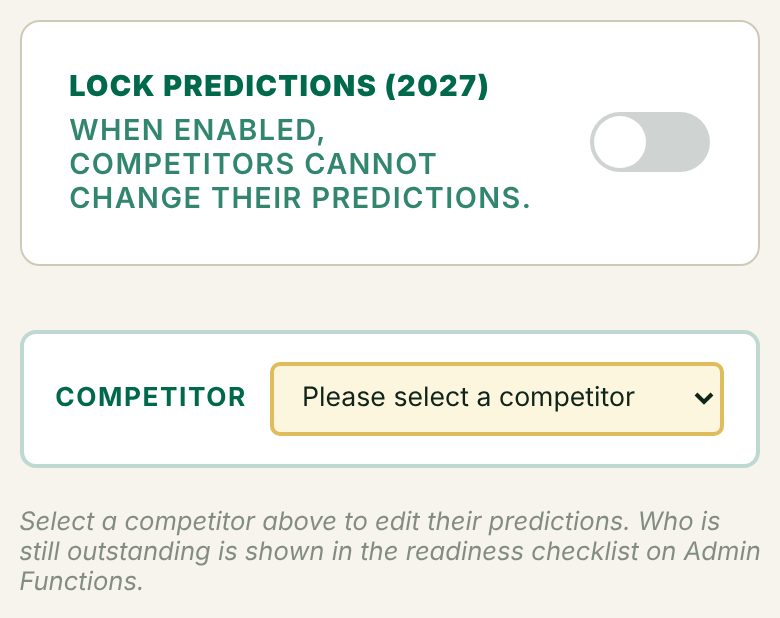 LOCK PREDICTIONS (2027)
WHEN ENABLED,
COMPETITORS CANNOT
CHANGE THEIR PREDICTIONS.
COMPETITOR
Please select a competitor
Select a competitor above to edit their predictions. Who is
still outstanding is shown in the readiness checklist on Admin
Functions.